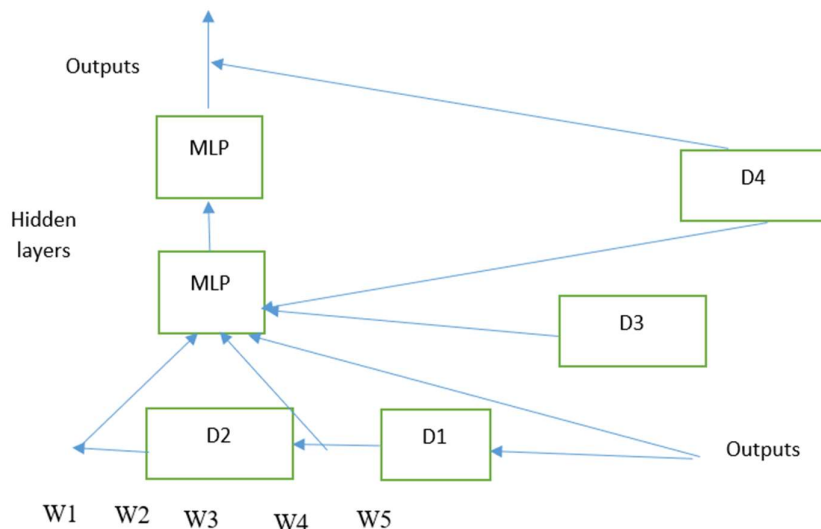 Outputs
MLP
D4
Hidden
layers
MLP
D3
D2
D1
Outputs
W1 W2 W3 W4 W5